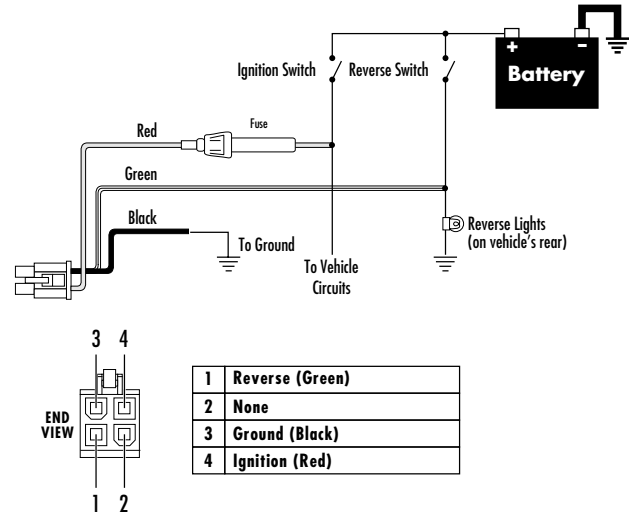 Ignition Switch
Reverse Switch
+
-
Battery
Red
Fuse
Green
Black
To Ground
To Vehicle
Circuits
Reverse Lights
(on vehicle's rear)
3 4
END
VIEW
1 2
1 Reverse (Green)
2 None
3 Ground (Black)
4 Ignition (Red)